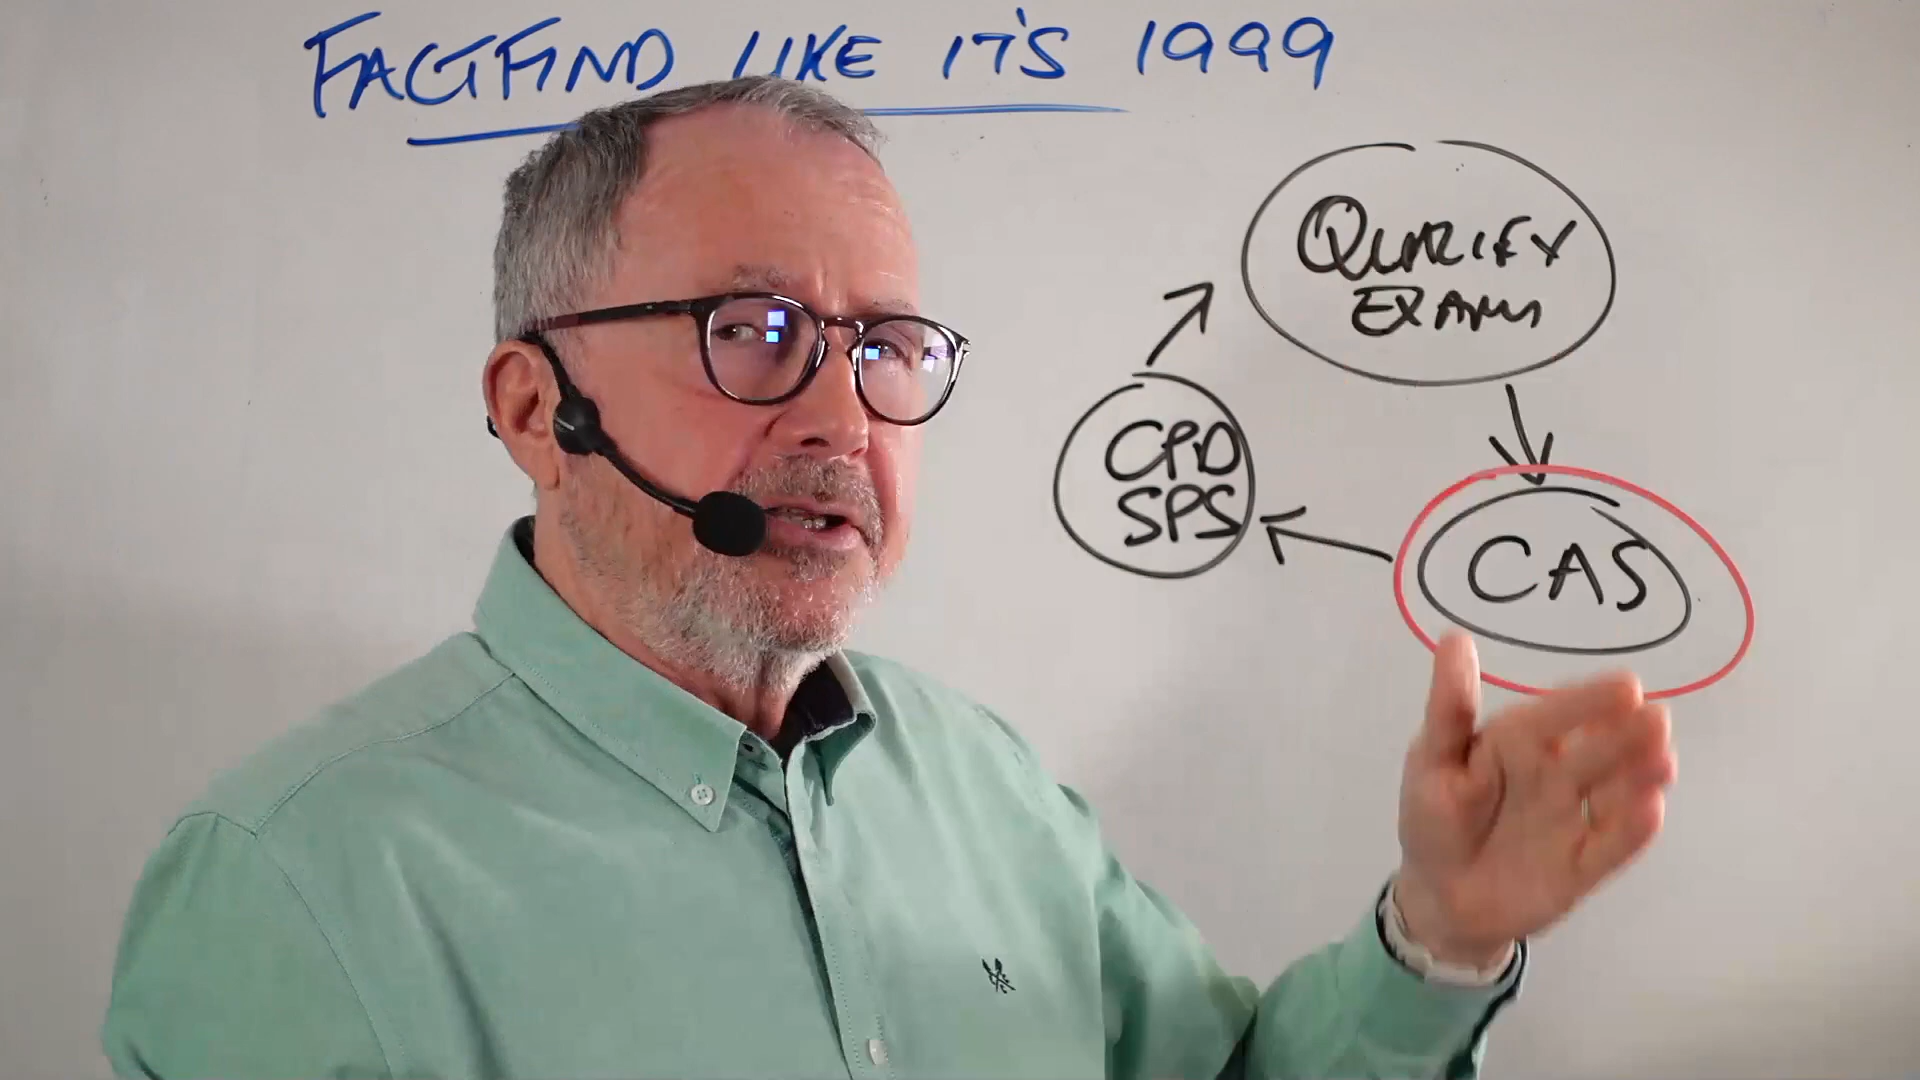 FACTFIND LIKE IT'S 1999
QUALIFY
EXAMS
CPD
SPS
CAS